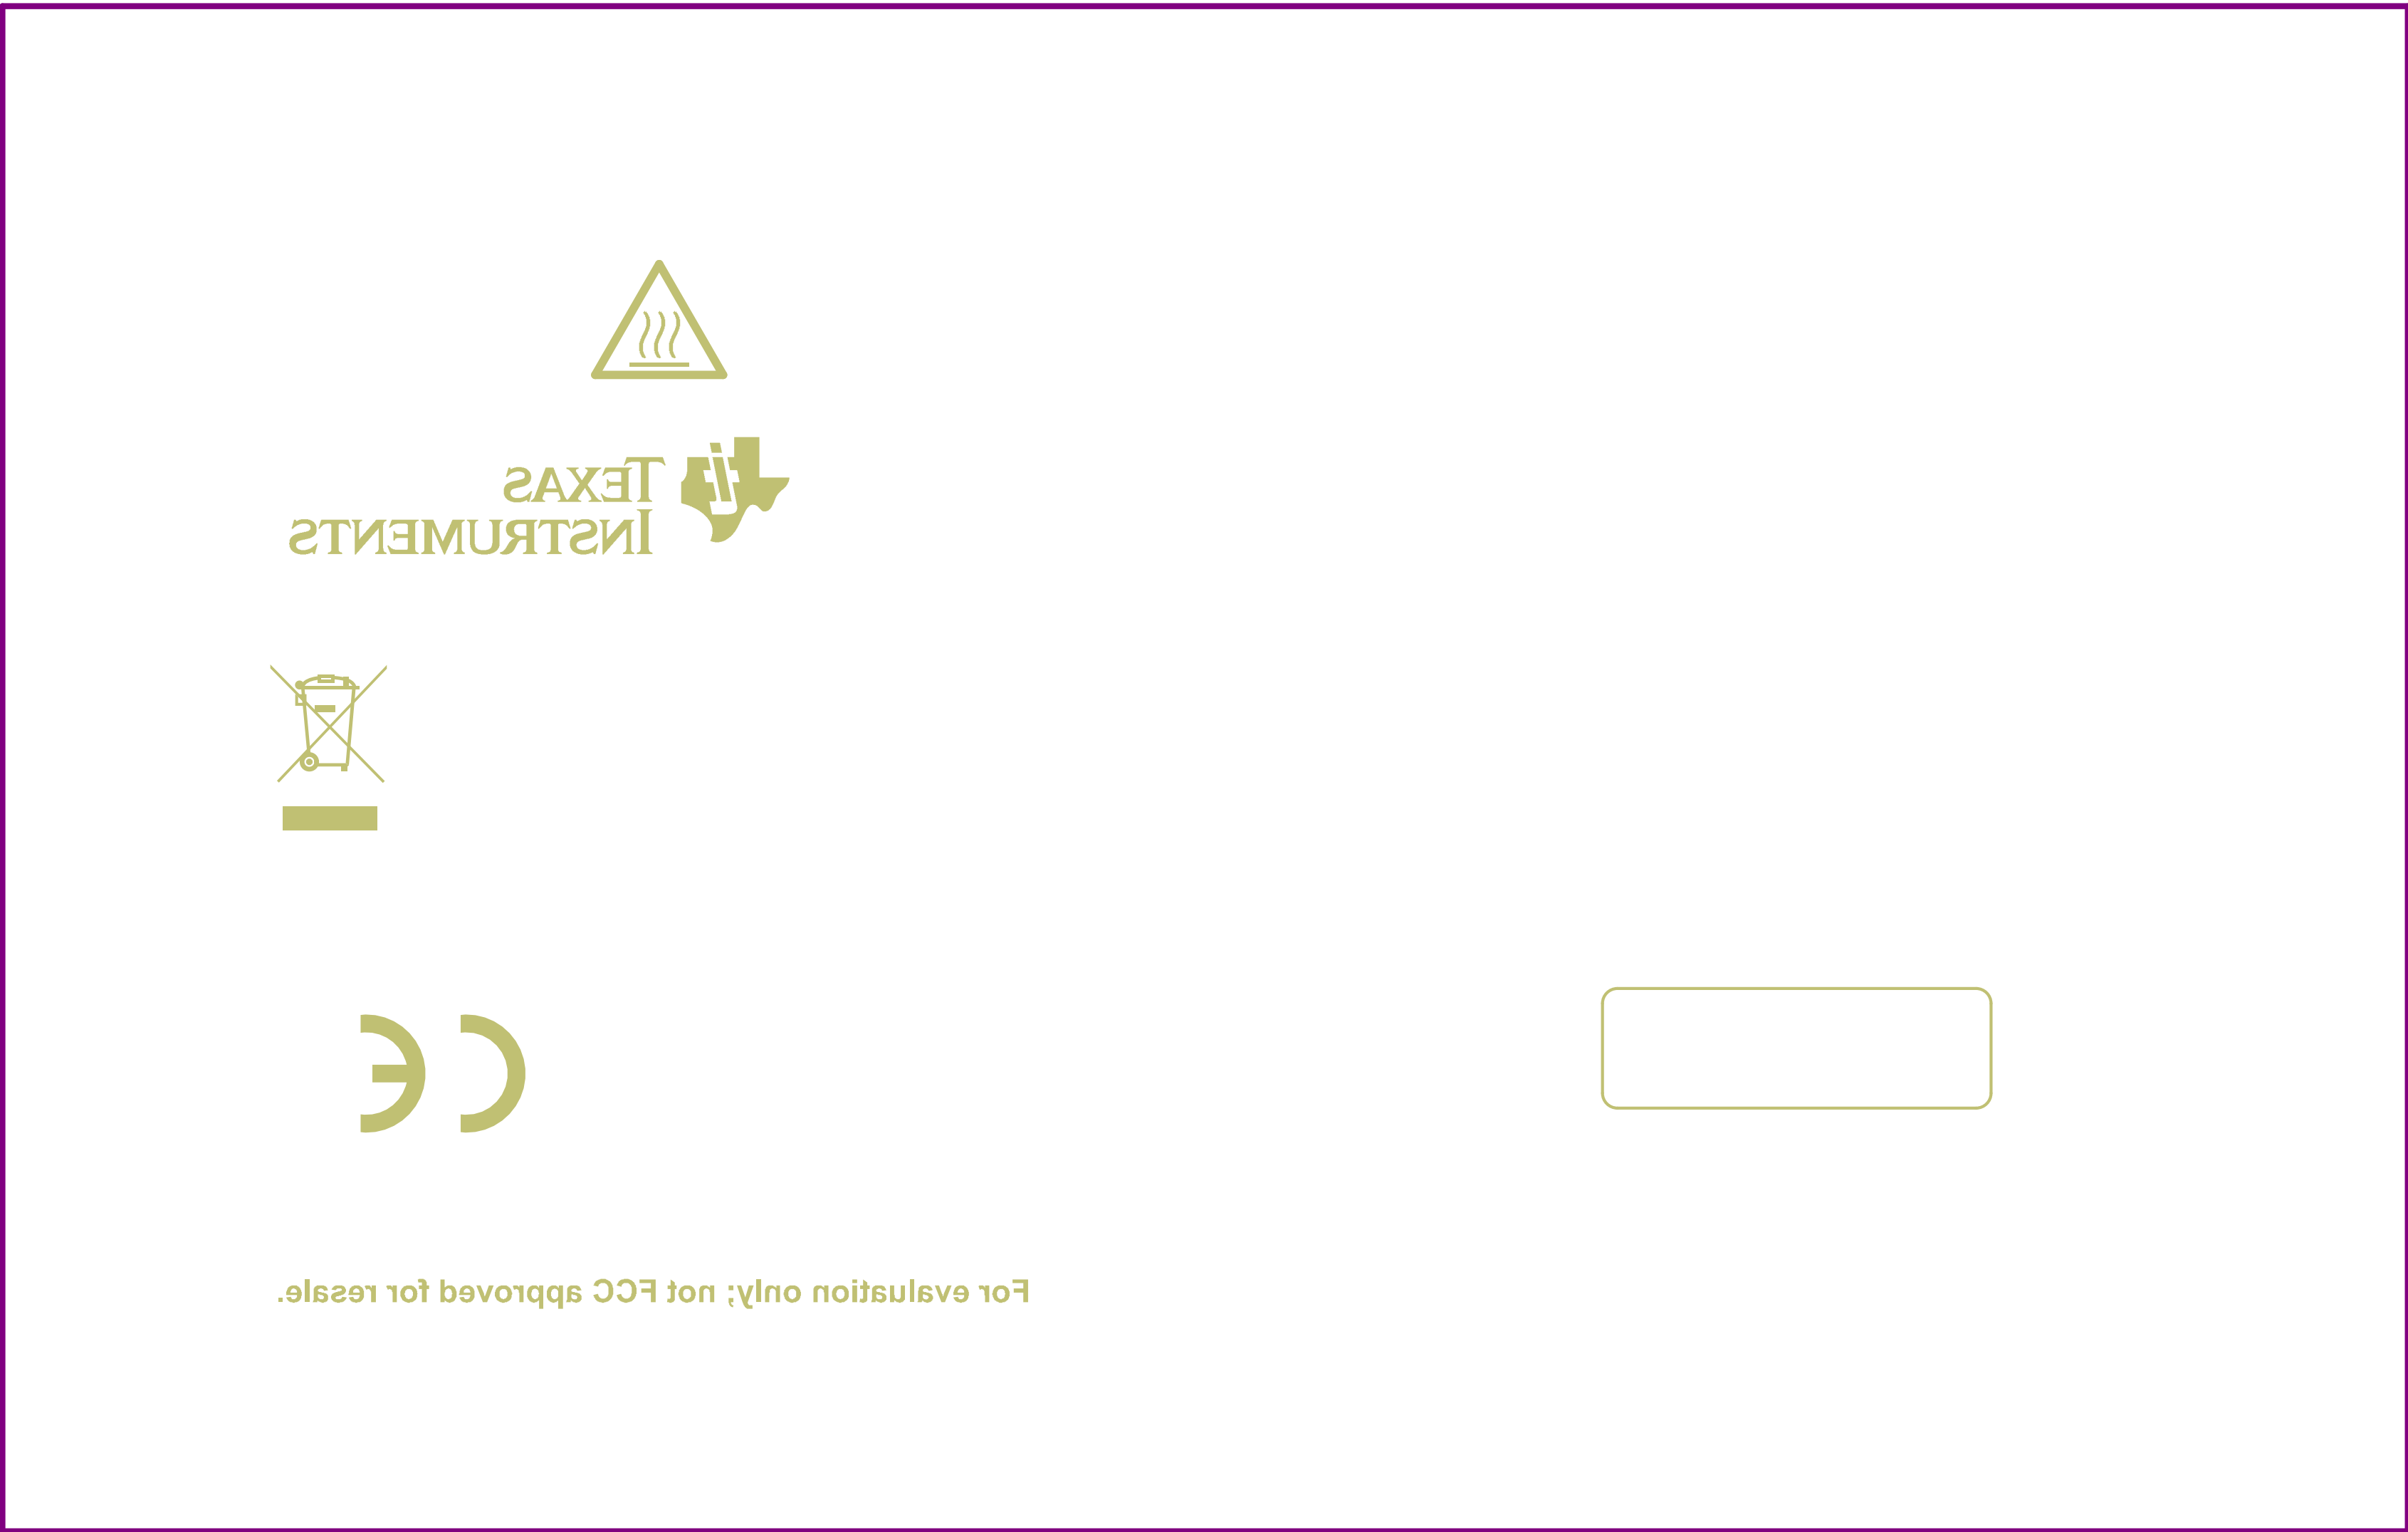 TEXAS
INSTRUMENTS
CE
For evaluation only; not FCC approved for resale.